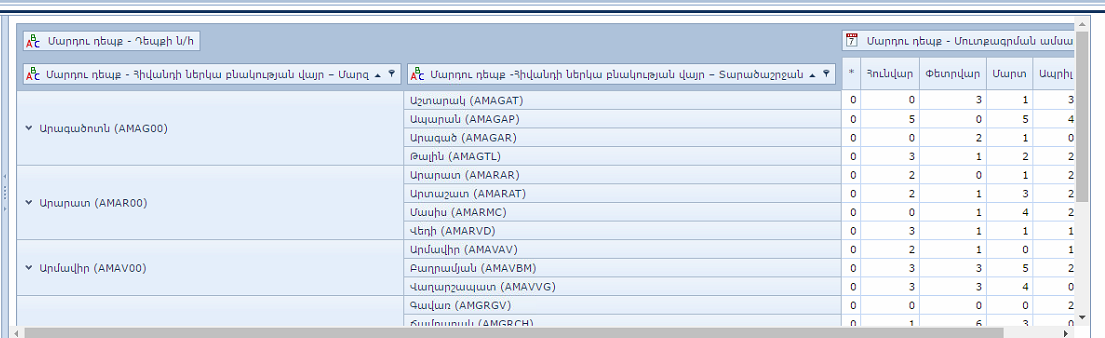 Մարդու դեպք - Դեպքի ն/հ
Մարդու դեպք - Մուտքագրման ամսա
Մարդու դեպք - Հիվանդի ներկա բնակության վայր – Մարզ
Մարդու դեպք -Հիվանդի ներկա բնակության վայր – Տարածաշրջան
* Հունվար Փետրվար Մարտ Ապրիլ
Արագածոտն (AMAG00)
Աշտարակ (AMAGAT) 0 0 3 1 3
Ապարան (AMAGAP) 0 5 0 5 4
Արագած (AMAGAR) 0 0 2 1 0
Թալին (AMAGTL) 0 3 1 2 2
Արարատ (AMAR00)
Արարատ (AMARAR) 0 2 0 1 2
Արտաշատ (AMARAT) 0 2 1 3 2
Մասիս (AMARMC) 0 0 1 4 2
Վեդի (AMARVD) 0 3 1 1 1
Արմավիր (AMAV00)
Արմավիր (AMAVAV) 0 2 1 0 1
Բաղրամյան (AMAVBM) 0 3 3 5 2
Վաղարշապատ (AMAVVG) 0 3 3 4 0
Գավառ (AMGRGV) 0 0 0 0 2
Ճամբարակ (AMGRCH) 0 1 6 3 0